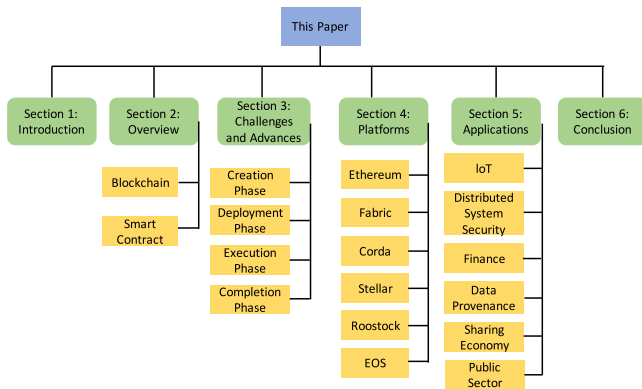 This Paper
Section 1:
Introduction
Section 2:
Overview
Section 3:
Challenges
and Advances
Section 4:
Platforms
Section 5:
Applications
Section 6:
Conclusion
Blockchain
Smart
Contract
Creation
Phase
Deployment
Phase
Execution
Phase
Completion
Phase
Ethereum
Fabric
Corda
Stellar
Roostock
EOS
IoT
Distributed
System
Security
Finance
Data
Provenance
Sharing
Economy
Public
Sector